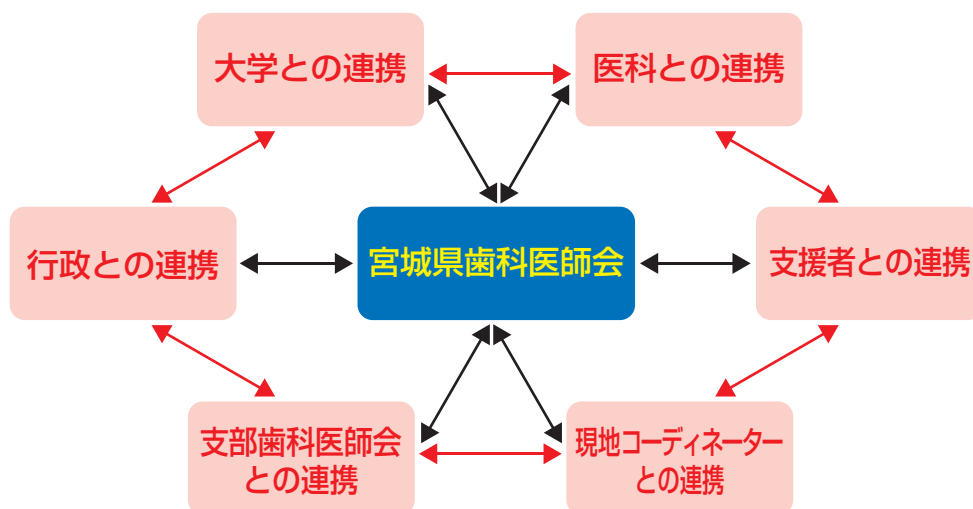 大学との連携
医科との連携
行政との連携
宮城県歯科医師会
支援者との連携
支部歯科医師会
との連携
現地コーディネーター
との連携